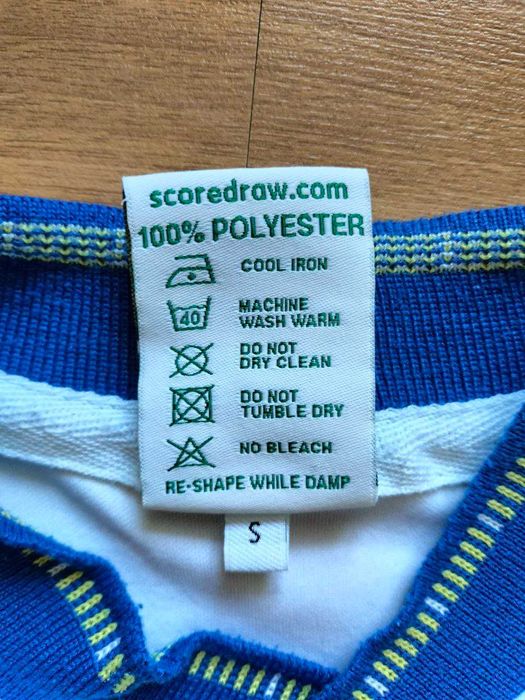 scoredraw.com
100% POLYESTER
COOL IRON
40
MACHINE
WASH WARM
DO NOT
DRY CLEAN
DO NOT
TUMBLE DRY
NO BLEACH
RE-SHAPE WHILE DAMP
S